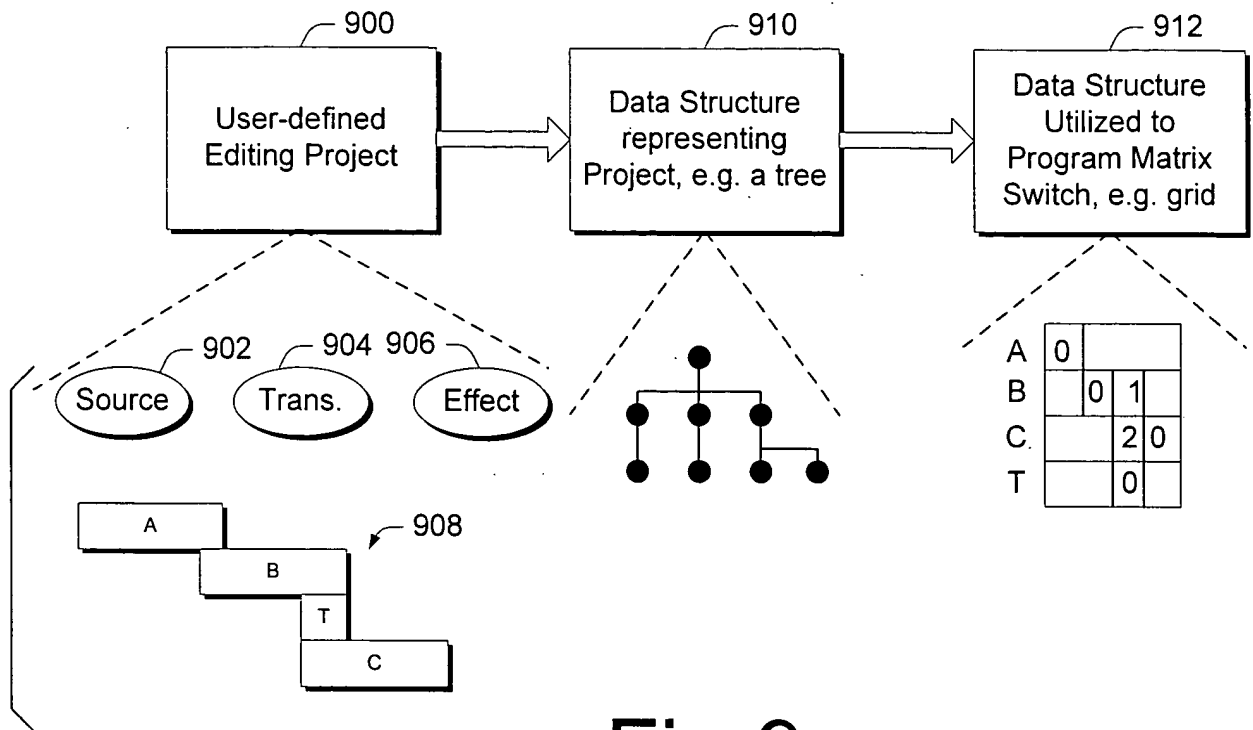 900
910
912
User-defined
Editing Project
Data Structure
representing
Project, e.g. a tree
Data Structure
Utilized to
Program Matrix
Switch, e.g. grid
902
904
906
Source
Trans.
Effect
A
B
T
C
908
A 0
B 0 1
C 2 0
T 0